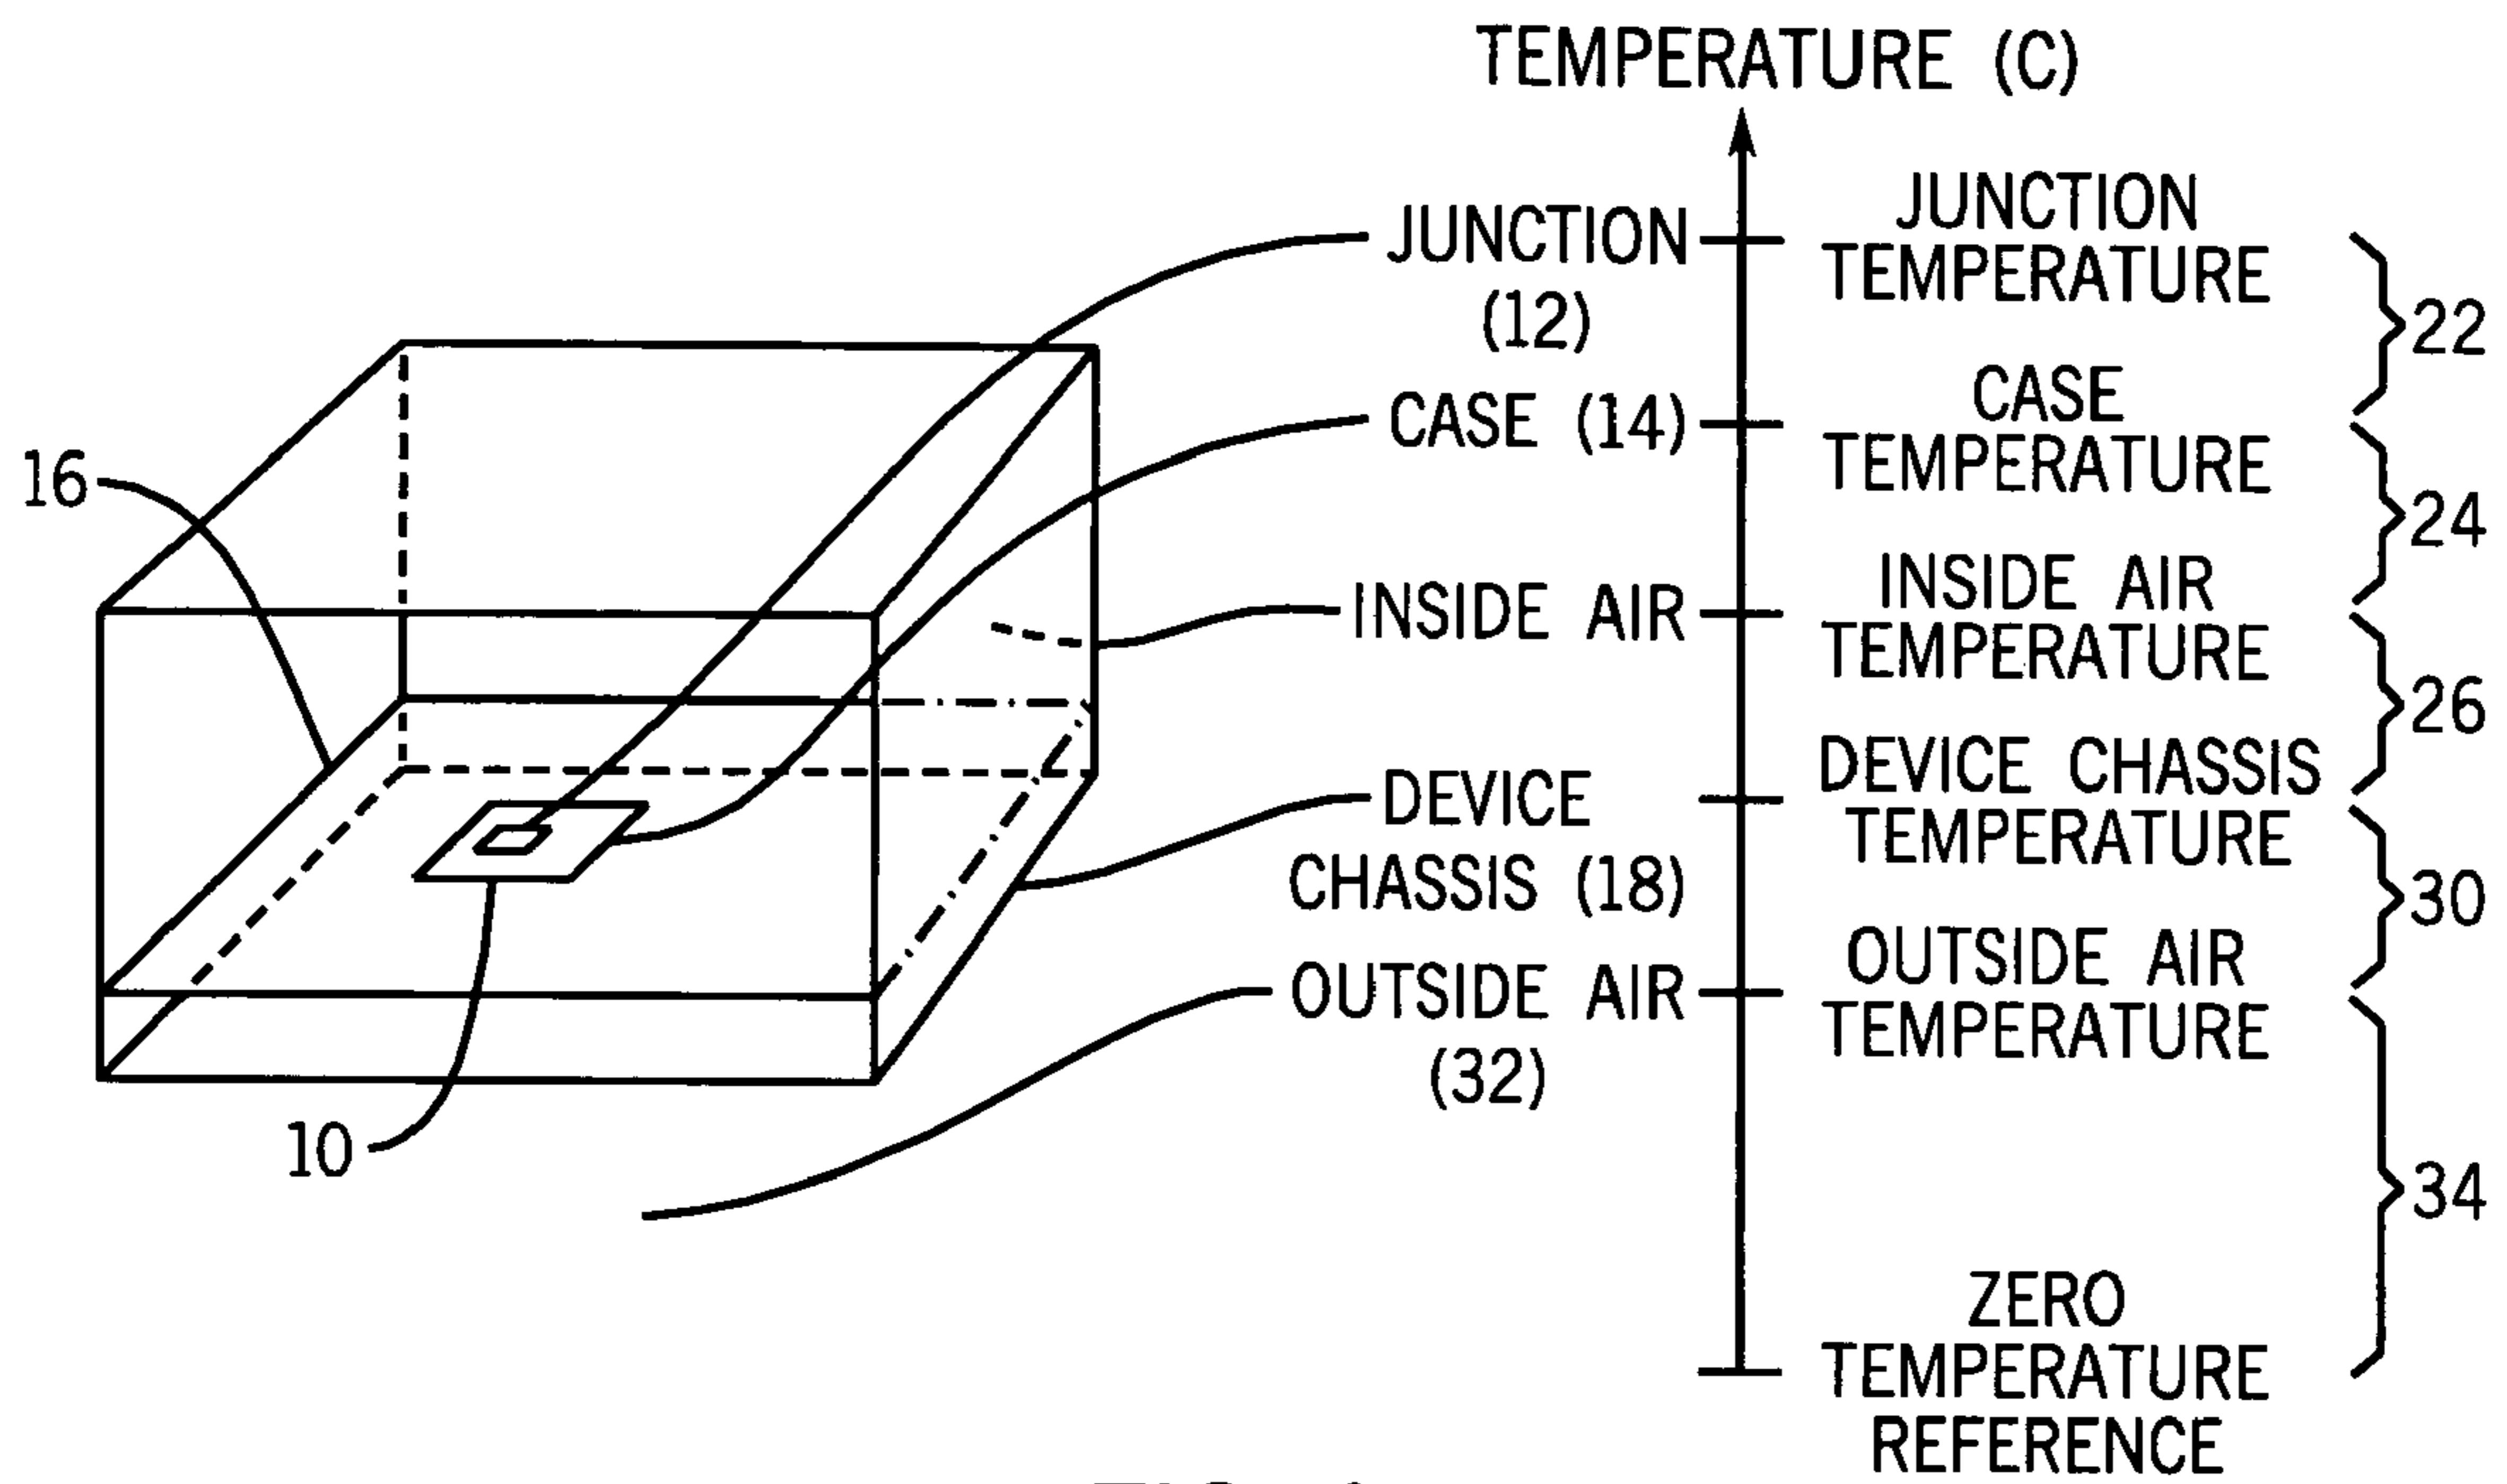 TEMPERATURE (C)
JUNCTION
(12)
CASE (14)
INSIDE AIR
DEVICE
CHASSIS (18)
OUTSIDE AIR
(32)
JUNCTION
TEMPERATURE
CASE
TEMPERATURE
INSIDE AIR
TEMPERATURE
DEVICE CHASSIS
TEMPERATURE
OUTSIDE AIR
TEMPERATURE
ZERO
TEMPERATURE
REFERENCE
22
24
26
30
34
16
10